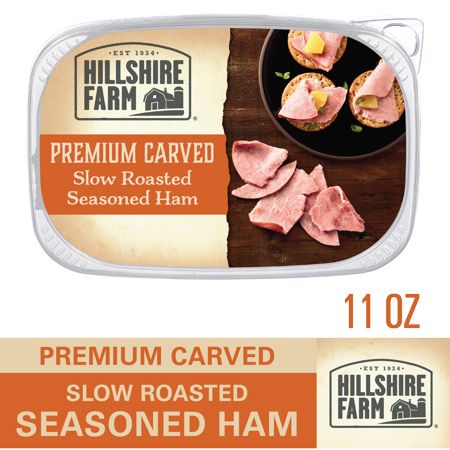 EST 1934
HILLSHIRE
FARM
®
PREMIUM CARVED
Slow Roasted
Seasoned Ham
11 OZ
PREMIUM CARVED
SLOW ROASTED
SEASONED HAM
EST 1934
HILLSHIRE
FARM
®